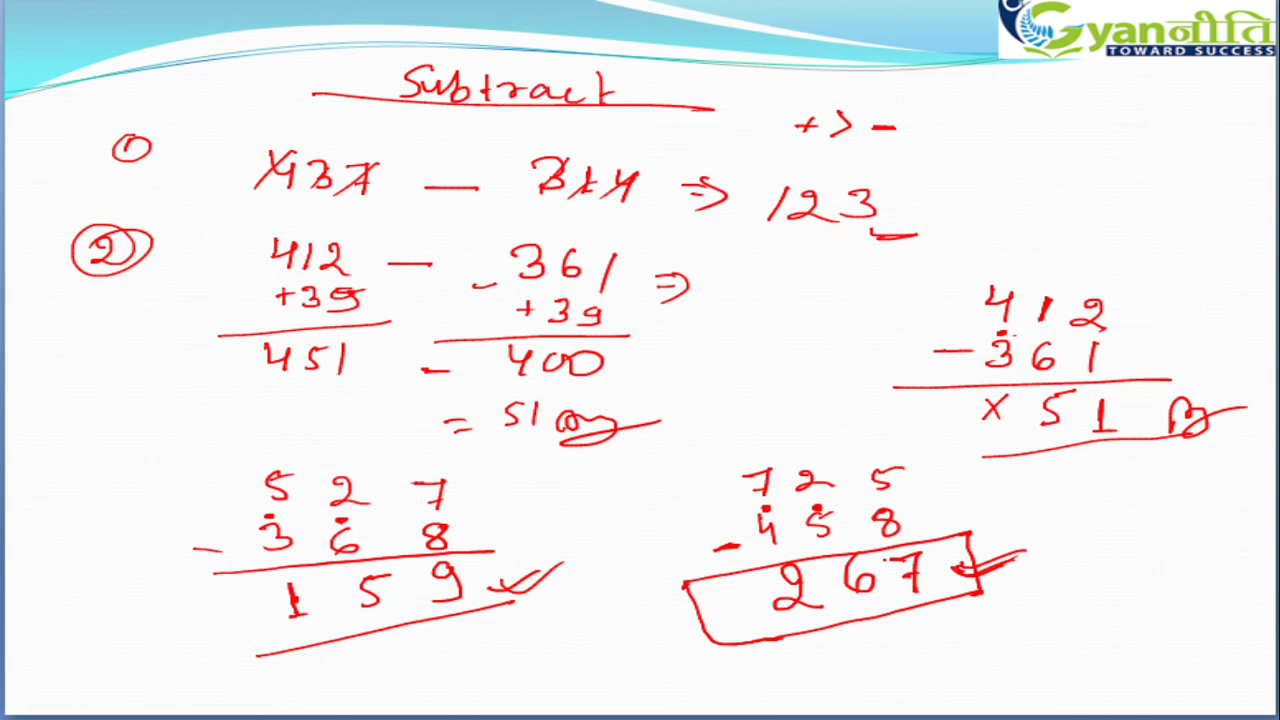 Gyanनीति
TOWARD SUCCESS
Subtract
+ > -
① 437 — 314 ⇒ 123
② 412 — - 361 ⇒
+39 + 39
451 - 400
= 51
412
- 361
× 51
527
- 368
159
725
- 458
267